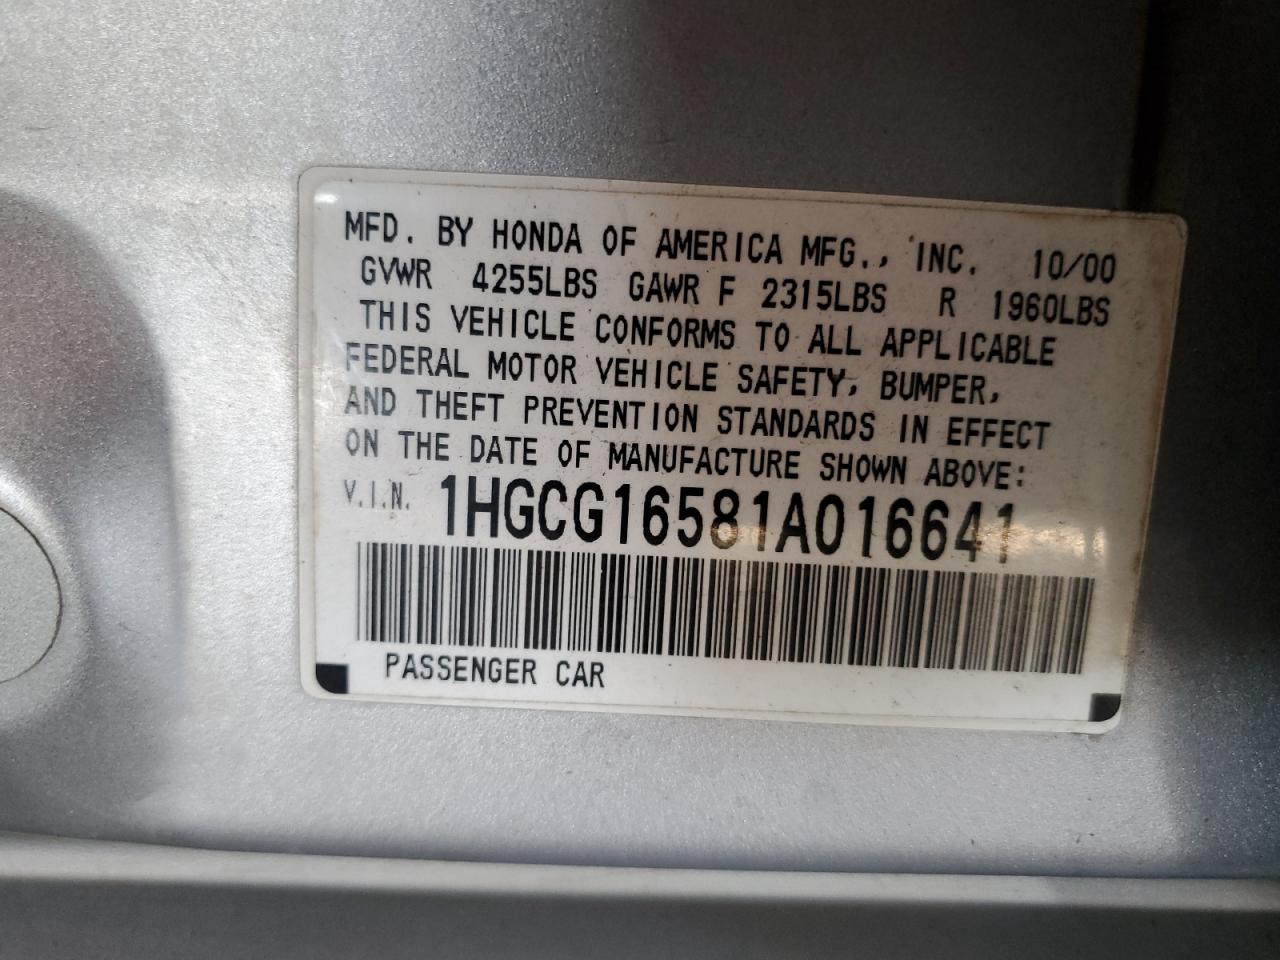 MFD. BY HONDA OF AMERICA MFG., INC. 10/00
GVWR 4255LBS GAWR F 2315LBS R 1960LBS
THIS VEHICLE CONFORMS TO ALL APPLICABLE
FEDERAL MOTOR VEHICLE SAFETY, BUMPER,
AND THEFT PREVENTION STANDARDS IN EFFECT
ON THE DATE OF MANUFACTURE SHOWN ABOVE:
V.I.N. 1HGCG16581A016641
PASSENGER CAR